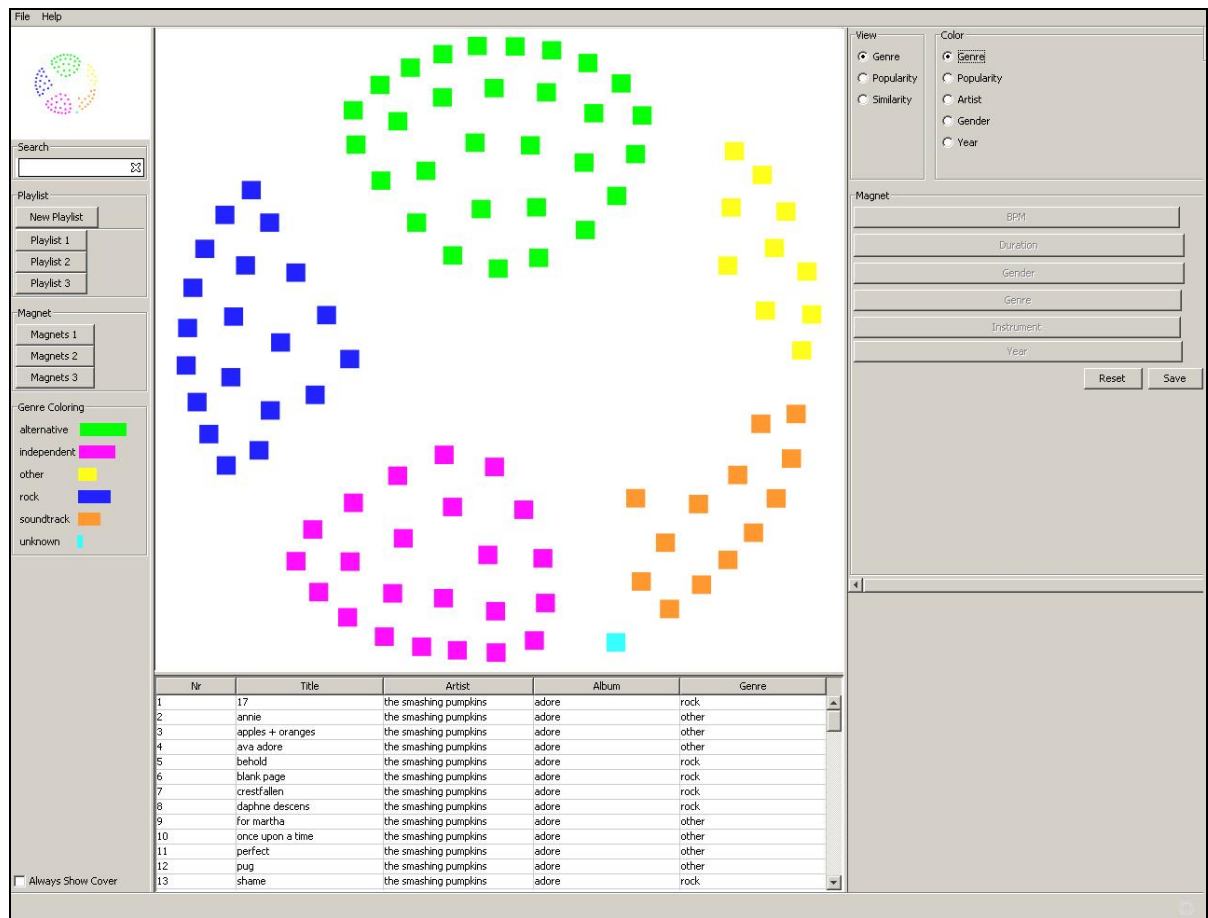 File Help
Search
Playlist
New Playlist
Playlist 1
Playlist 2
Playlist 3
Magnet
Magnets 1
Magnets 2
Magnets 3
Genre Coloring
alternative
independent
other
rock
soundtrack
unknown
Always Show Cover
Nr Title Artist Album Genre
1 17 the smashing pumpkins adore rock
2 annie the smashing pumpkins adore other
3 apples + oranges the smashing pumpkins adore other
4 ava adore the smashing pumpkins adore other
5 behold the smashing pumpkins adore rock
6 blank page the smashing pumpkins adore rock
7 crestfallen the smashing pumpkins adore rock
8 daphne descens the smashing pumpkins adore rock
9 for martha the smashing pumpkins adore other
10 once upon a time the smashing pumpkins adore other
11 perfect the smashing pumpkins adore other
12 pug the smashing pumpkins adore other
13 shame the smashing pumpkins adore rock
View
Genre
Popularity
Similarity
Color
Genre
Popularity
Artist
Gender
Year
Magnet
BPM
Duration
Gender
Genre
Instrument
Year
Reset Save